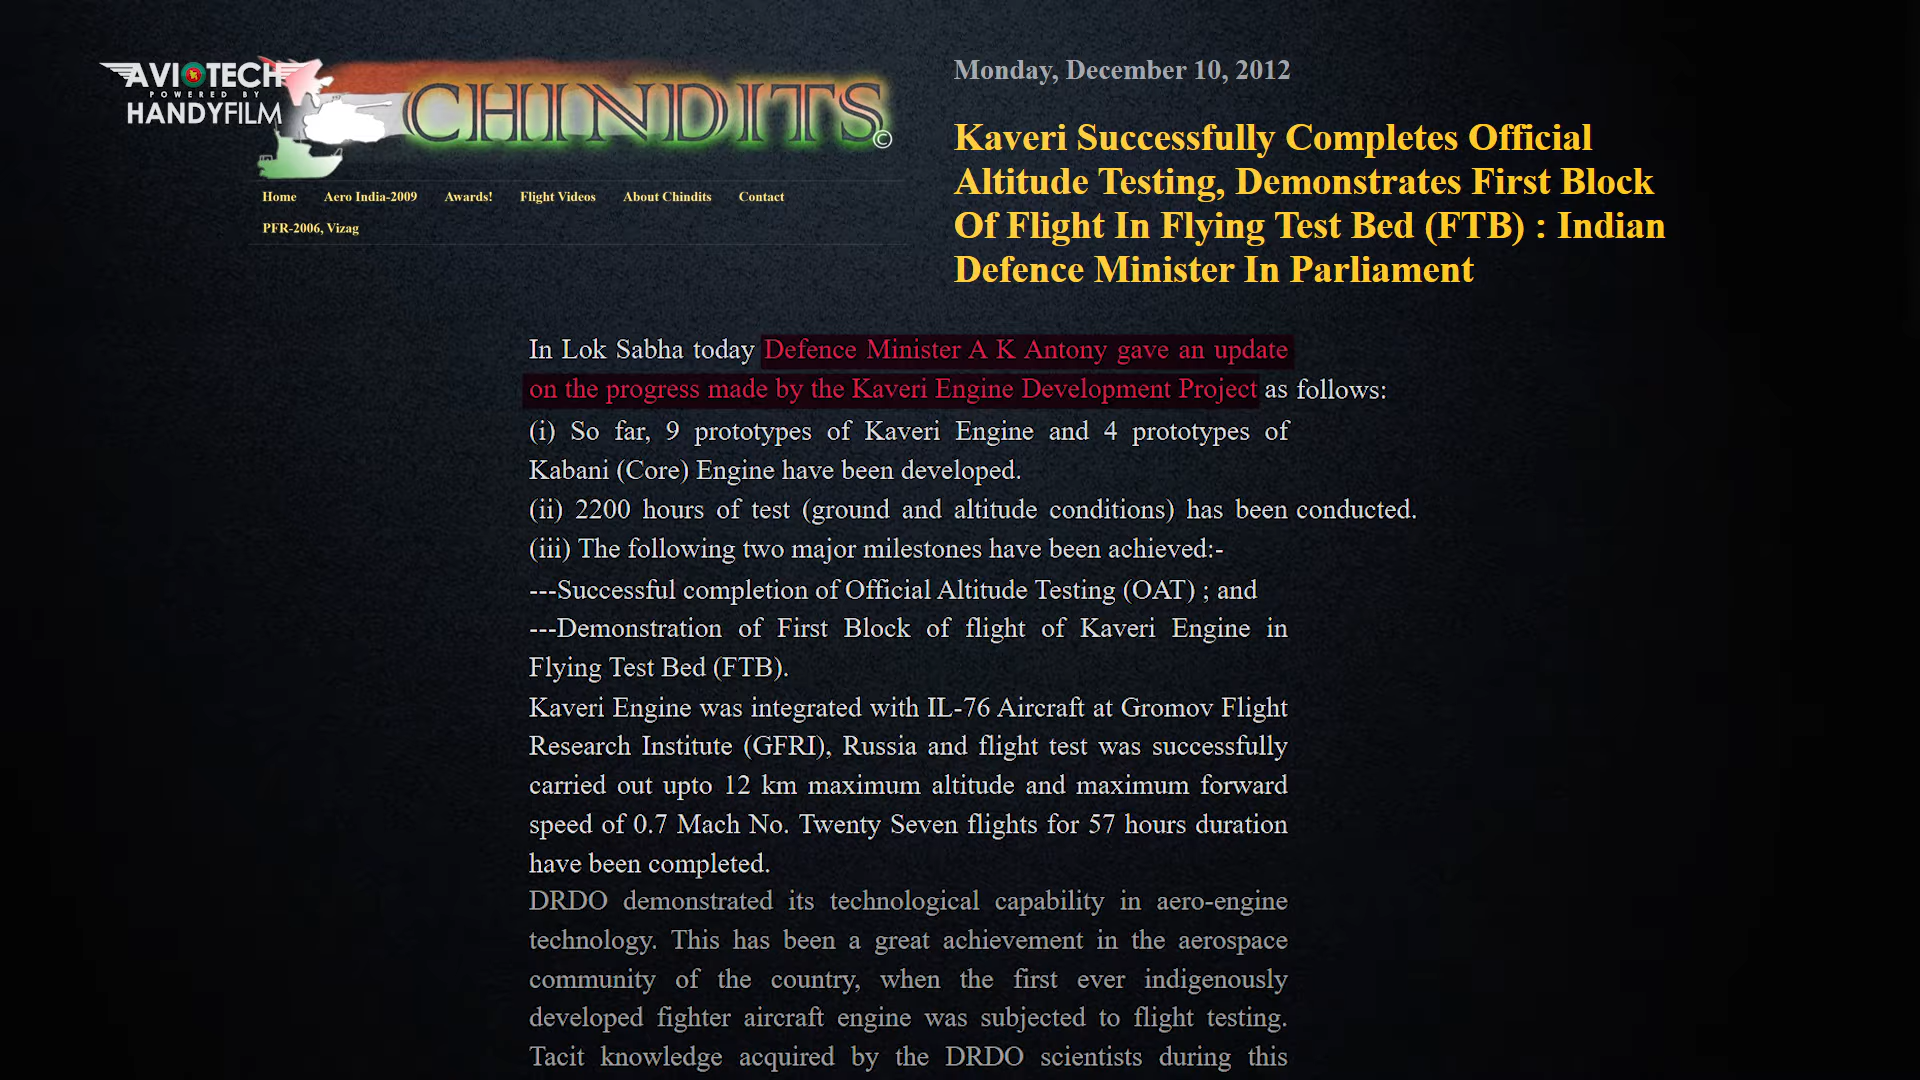 AVIOTECH
POWERED BY
HANDYFILM
CHINDITS
©
Home Aero India-2009 Awards! Flight Videos About Chindits Contact
PFR-2006, Vizag
Monday, December 10, 2012
Kaveri Successfully Completes Official
Altitude Testing, Demonstrates First Block
Of Flight In Flying Test Bed (FTB) : Indian
Defence Minister In Parliament
In Lok Sabha today Defence Minister A K Antony gave an update
on the progress made by the Kaveri Engine Development Project as follows:
(i) So far, 9 prototypes of Kaveri Engine and 4 prototypes of
Kabani (Core) Engine have been developed.
(ii) 2200 hours of test (ground and altitude conditions) has been conducted.
(iii) The following two major milestones have been achieved:-
---Successful completion of Official Altitude Testing (OAT) ; and
---Demonstration of First Block of flight of Kaveri Engine in
Flying Test Bed (FTB).
Kaveri Engine was integrated with IL-76 Aircraft at Gromov Flight
Research Institute (GFRI), Russia and flight test was successfully
carried out upto 12 km maximum altitude and maximum forward
speed of 0.7 Mach No. Twenty Seven flights for 57 hours duration
have been completed.
DRDO demonstrated its technological capability in aero-engine
technology. This has been a great achievement in the aerospace
community of the country, when the first ever indigenously
developed fighter aircraft engine was subjected to flight testing.
Tacit knowledge acquired by the DRDO scientists during this